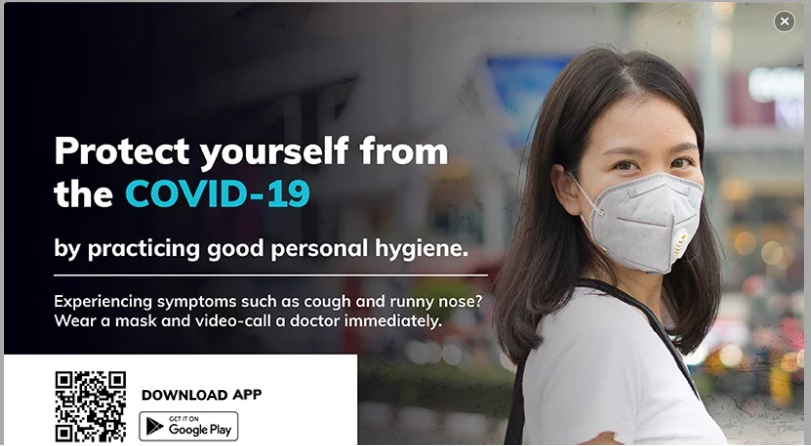 Protect yourself from
the COVID-19
by practicing good personal hygiene.
Experiencing symptoms such as cough and runny nose?
Wear a mask and video-call a doctor immediately.
DOWNLOAD APP
GET IT ON
Google Play